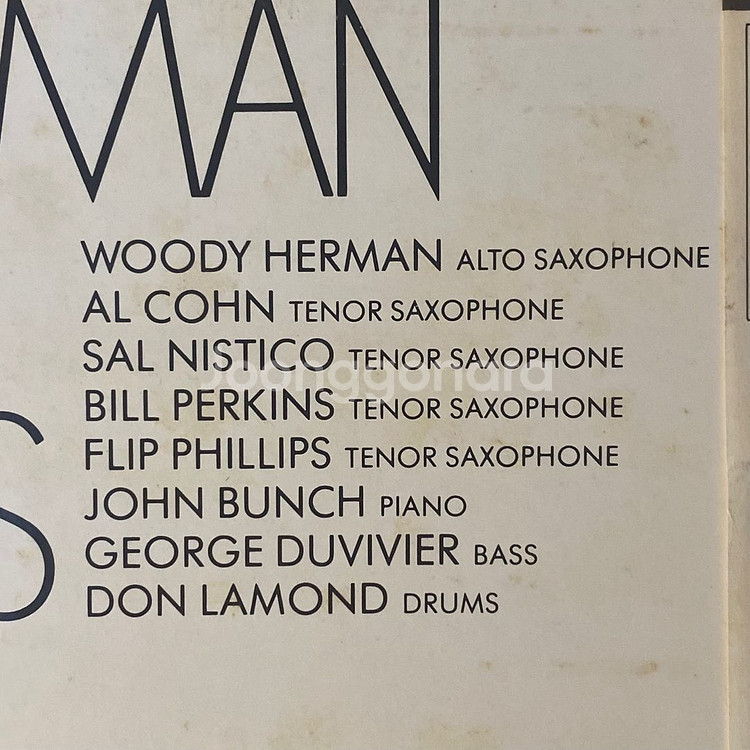 MAN
WOODY HERMAN ALTO SAXOPHONE
AL COHN TENOR SAXOPHONE
SAL NISTICO TENOR SAXOPHONE
Joonggonara
BILL PERKINS TENOR SAXOPHONE
FLIP PHILLIPS TENOR SAXOPHONE
S
JOHN BUNCH PIANO
GEORGE DUVIVIER BASS
DON LAMOND DRUMS